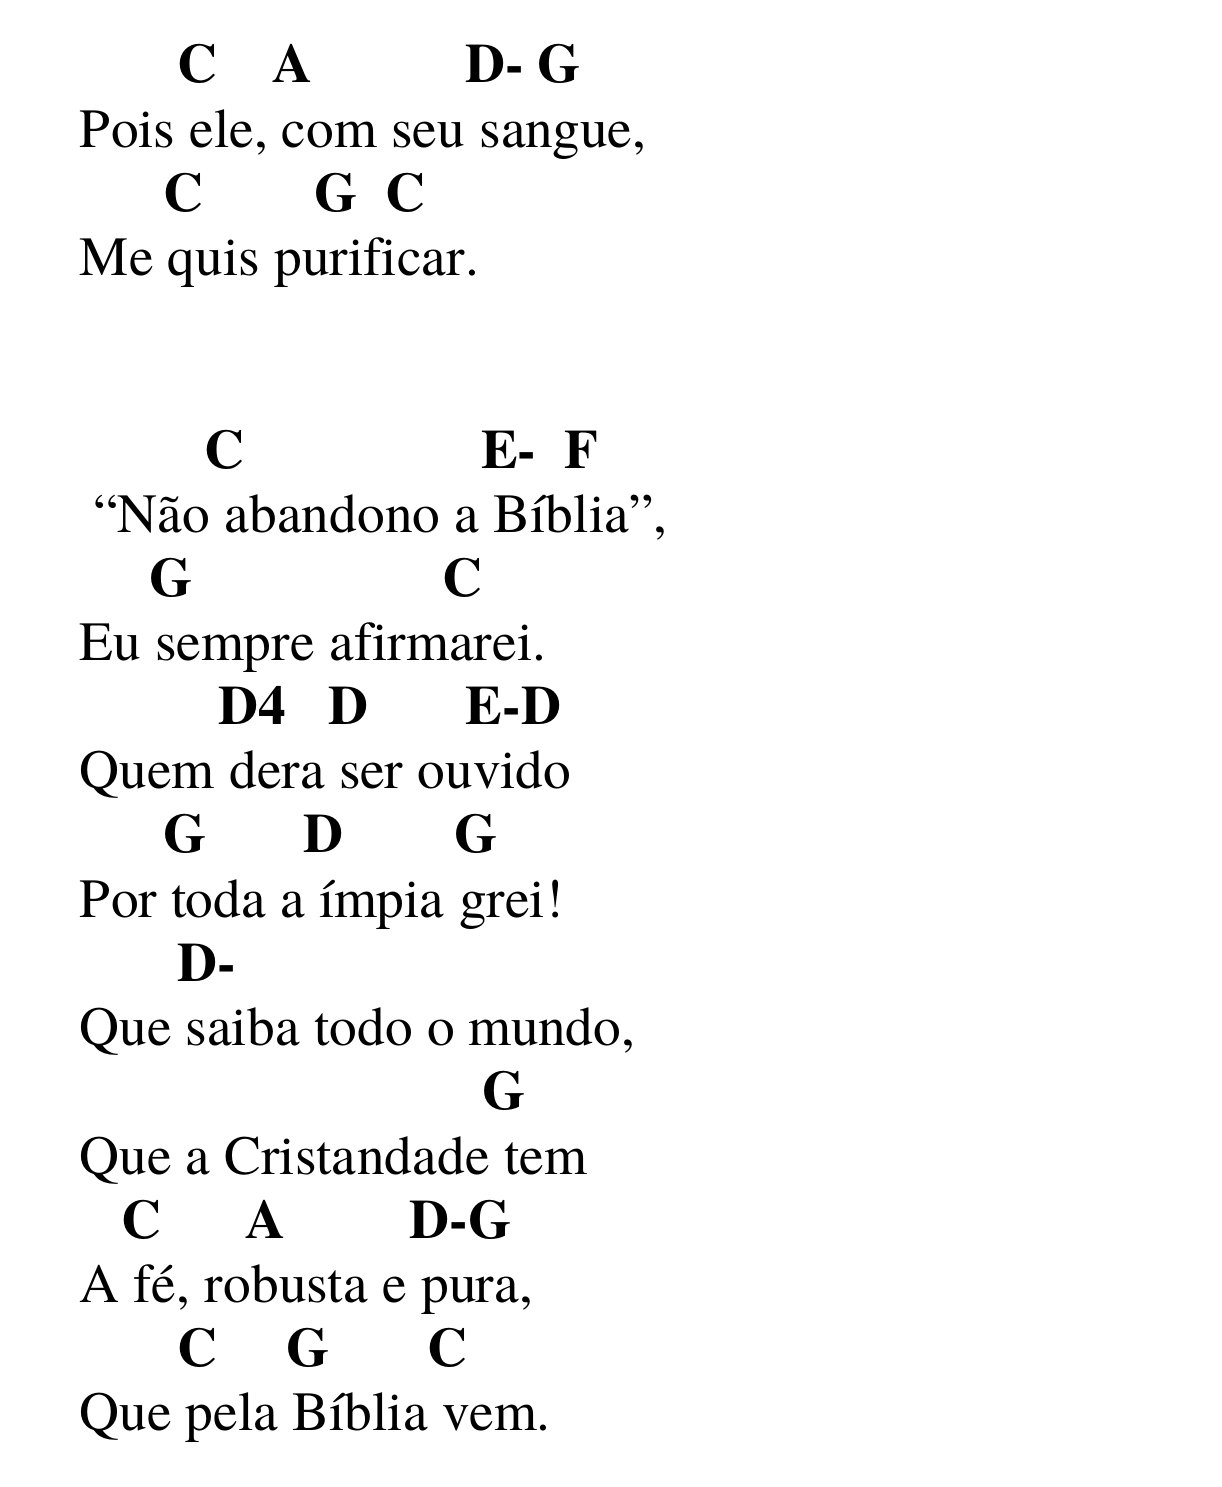 C A D- G
Pois ele, com seu sangue,
C G C
Me quis purificar.
C E- F
“Não abandono a Bíblia”,
G C
Eu sempre afirmarei.
D4 D E-D
Quem dera ser ouvido
G D G
Por toda a ímpia grei!
D-
Que saiba todo o mundo,
G
Que a Cristandade tem
C A D-G
A fé, robusta e pura,
C G C
Que pela Bíblia vem.